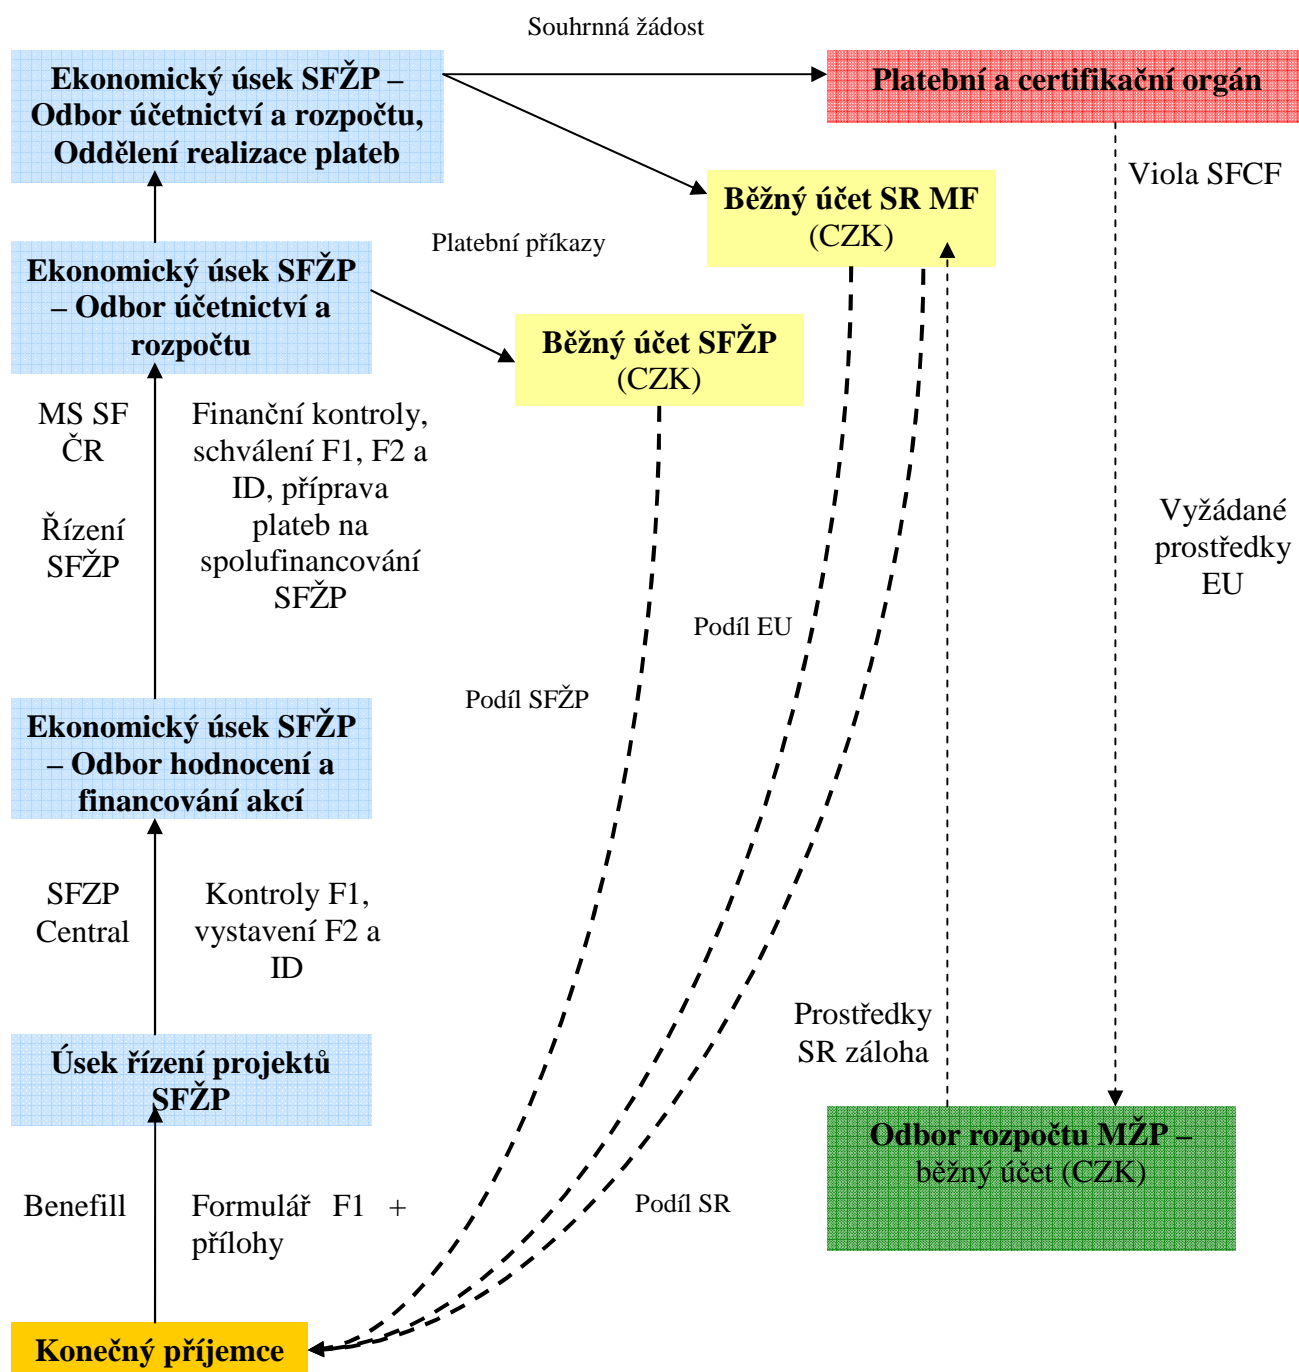 Souhrnná žádost
Ekonomický úsek SFŽP –
Odbor účetnictví a rozpočtu,
Oddělení realizace plateb
Platební a certifikační orgán
Viola SFCF
Běžný účet SR MF
(CZK)
Platební příkazy
Ekonomický úsek SFŽP
– Odbor účetnictví a
rozpočtu
Běžný účet SFŽP
(CZK)
MS SF
ČR
Řízení
SFŽP
Finanční kontroly,
schválení F1, F2 a
ID, příprava
plateb na
spolufinancování
SFŽP
Vyžádané
prostředky
EU
Podíl EU
Podíl SFŽP
Ekonomický úsek SFŽP
– Odbor hodnocení a
financování akcí
SFZP
Central
Kontroly F1,
vystavení F2 a
ID
Prostředky
SR záloha
Úsek řízení projektů
SFŽP
Odbor rozpočtu MŽP –
běžný účet (CZK)
Benefill
Formulář F1 +
přílohy
Podíl SR
Konečný příjemce